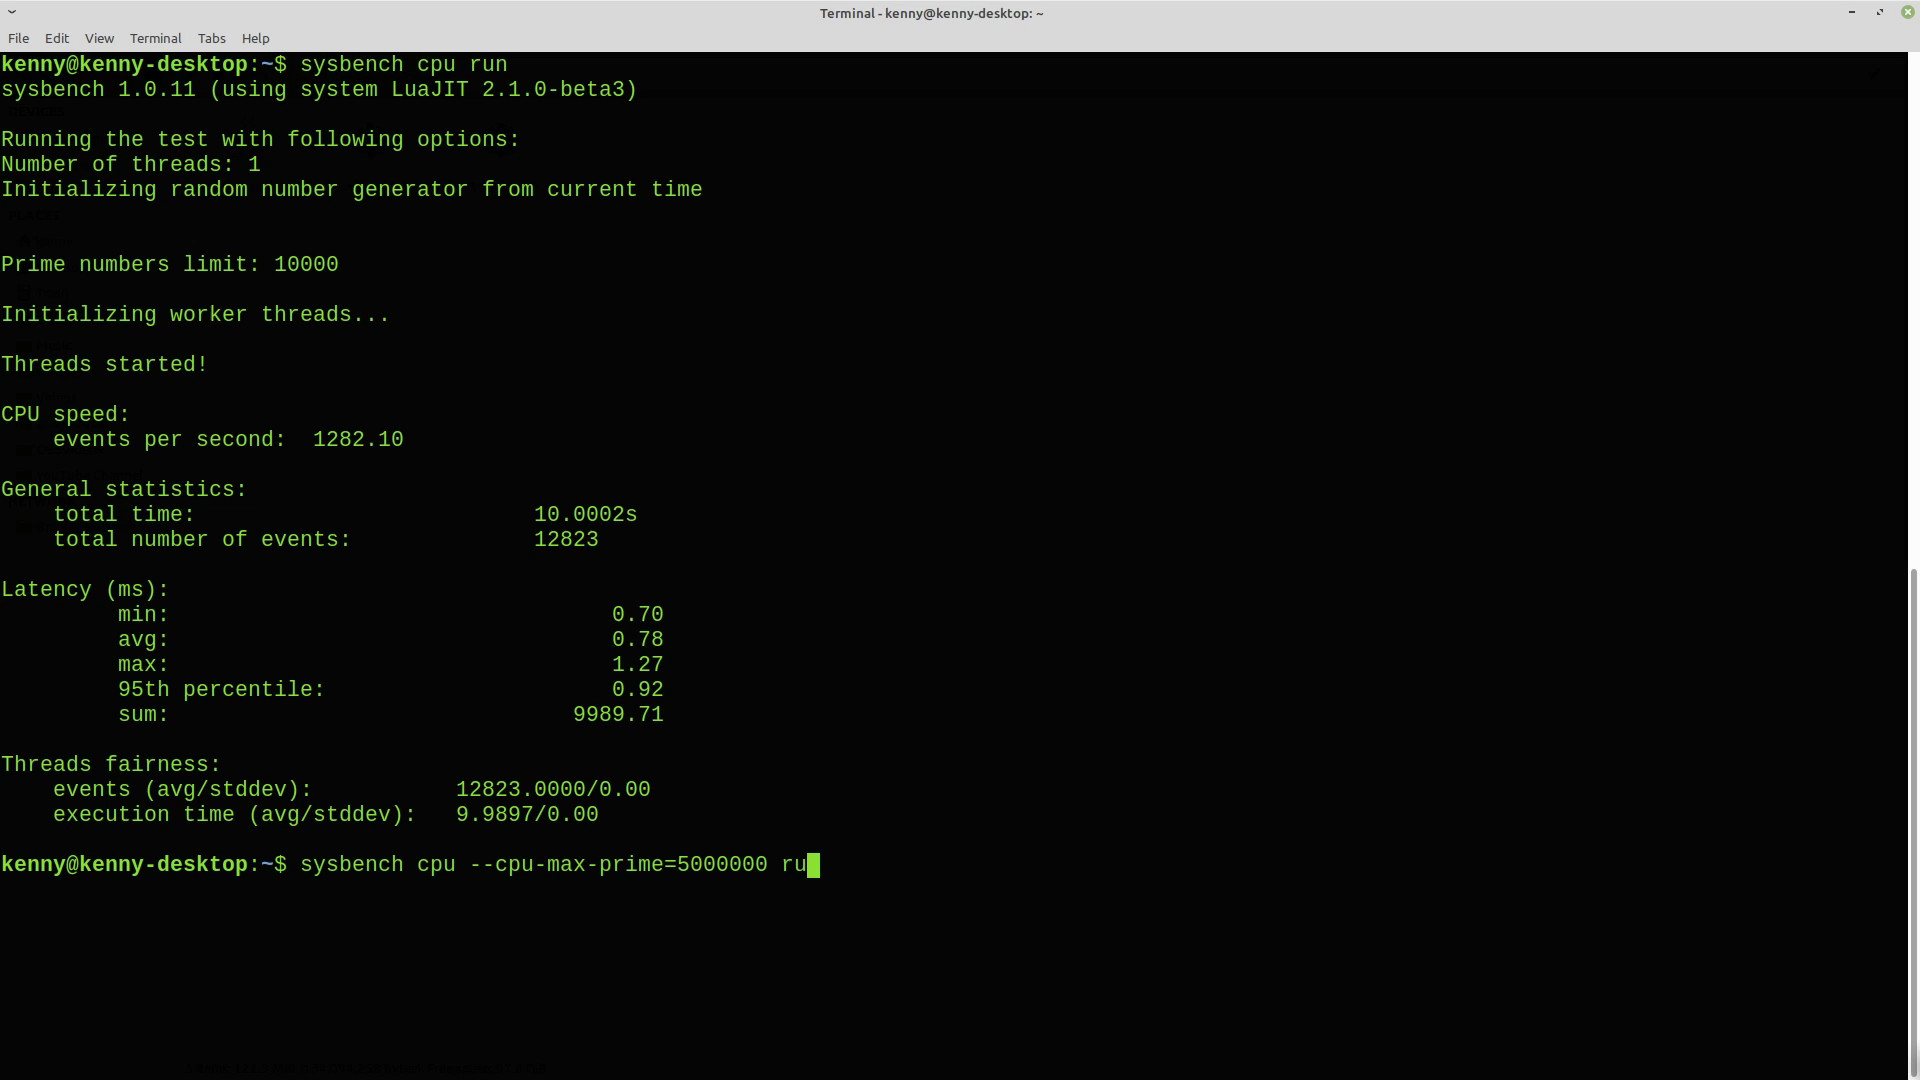 Terminal - kenny@kenny-desktop: ~
File Edit View Terminal Tabs Help
kenny@kenny-desktop:~$ sysbench cpu run
sysbench 1.0.11 (using system LuaJIT 2.1.0-beta3)
Running the test with following options:
Number of threads: 1
Initializing random number generator from current time
Prime numbers limit: 10000
Initializing worker threads...
Threads started!
CPU speed:
events per second: 1282.10
General statistics:
total time: 10.0002s
total number of events: 12823
Latency (ms):
min: 0.70
avg: 0.78
max: 1.27
95th percentile: 0.92
sum: 9989.71
Threads fairness:
events (avg/stddev): 12823.0000/0.00
execution time (avg/stddev): 9.9897/0.00
kenny@kenny-desktop:~$ sysbench cpu --cpu-max-prime=5000000 ru